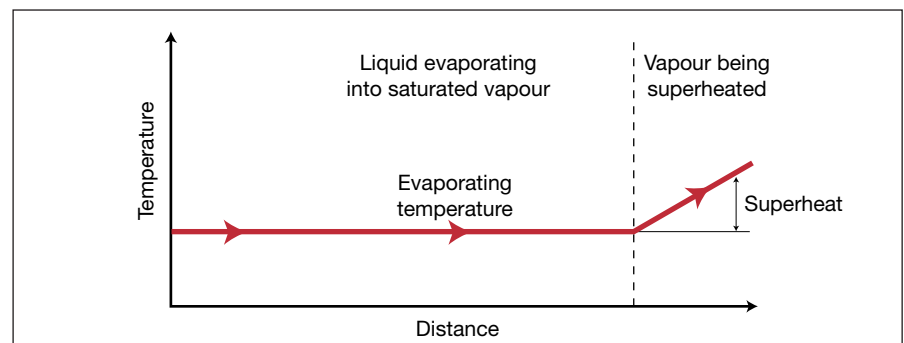 Liquid evaporating
into saturated vapour
Vapour being
superheated
Temperature
Evaporating
temperature
Superheat
Distance